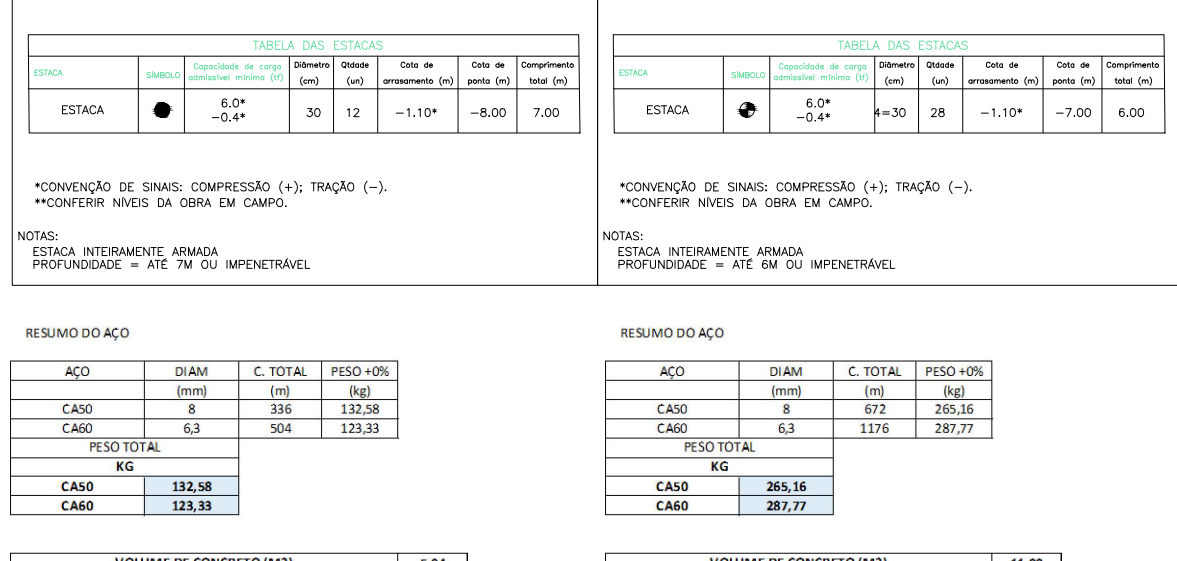 TABELA DAS ESTACAS
ESTACA SÍMBOLO Capacidade de carga admissível mínima (tf) Diâmetro (cm) Qtdade (un) Cota de arrasamento (m) Cota de ponta (m) Comprimento total (m)
ESTACA 6.0* −0.4* 30 12 −1.10* −8.00 7.00
*CONVENÇÃO DE SINAIS: COMPRESSÃO (+); TRAÇÃO (−).
**CONFERIR NÍVEIS DA OBRA EM CAMPO.
NOTAS:
ESTACA INTEIRAMENTE ARMADA
PROFUNDIDADE = ATÉ 7M OU IMPENETRÁVEL
TABELA DAS ESTACAS
ESTACA SÍMBOLO Capacidade de carga admissível mínima (tf) Diâmetro (cm) Qtdade (un) Cota de arrasamento (m) Cota de ponta (m) Comprimento total (m)
ESTACA 6.0* −0.4* 4=30 28 −1.10* −7.00 6.00
*CONVENÇÃO DE SINAIS: COMPRESSÃO (+); TRAÇÃO (−).
**CONFERIR NÍVEIS DA OBRA EM CAMPO.
NOTAS:
ESTACA INTEIRAMENTE ARMADA
PROFUNDIDADE = ATÉ 6M OU IMPENETRÁVEL
RESUMO DO AÇO
AÇO DIAM C. TOTAL PESO +0%
(mm) (m) (kg)
CA50 8 336 132,58
CA60 6,3 504 123,33
PESO TOTAL
KG
CA50 132,58
CA60 123,33
RESUMO DO AÇO
AÇO DIAM C. TOTAL PESO +0%
(mm) (m) (kg)
CA50 8 672 265,16
CA60 6,3 1176 287,77
PESO TOTAL
KG
CA50 265,16
CA60 287,77
VOLUME DE CONCRETO (M3)
VOLUME DE CONCRETO (M3)